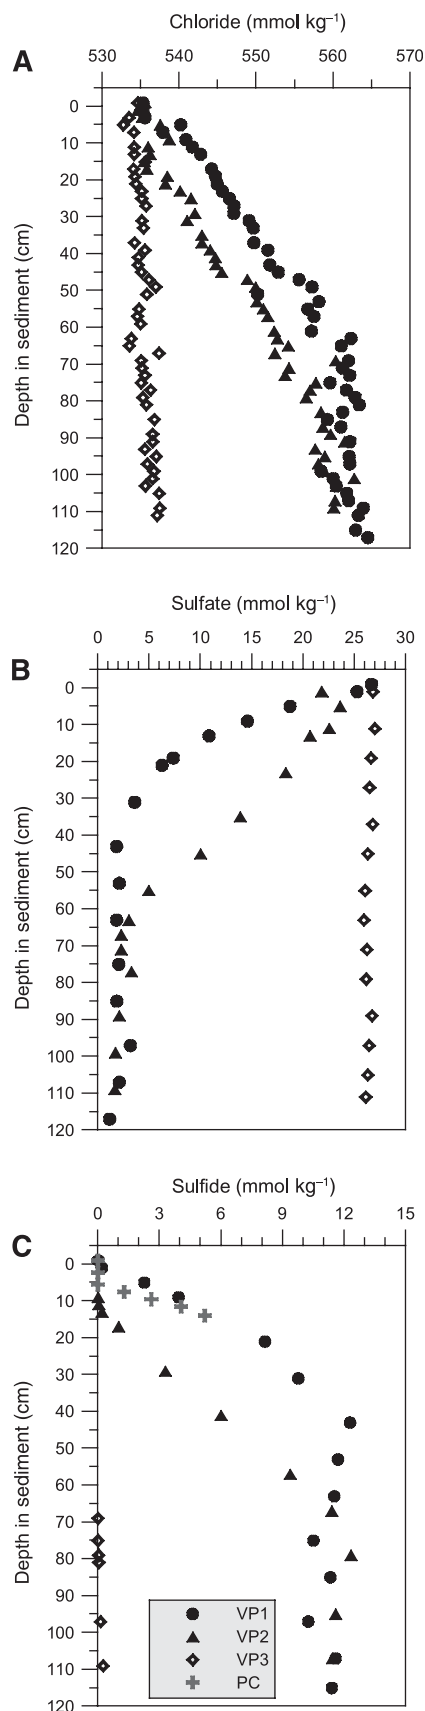 Chloride (mmol kg⁻¹)
A
530 540 550 560 570
0
10
20
30
40
50
60
70
80
90
100
110
120
Depth in sediment (cm)
Sulfate (mmol kg⁻¹)
B
0 5 10 15 20 25 30
0
10
20
30
40
50
60
70
80
90
100
110
120
Depth in sediment (cm)
Sulfide (mmol kg⁻¹)
C
0 3 6 9 12 15
0
10
20
30
40
50
60
70
80
90
100
110
120
Depth in sediment (cm)
VP1
VP2
VP3
PC